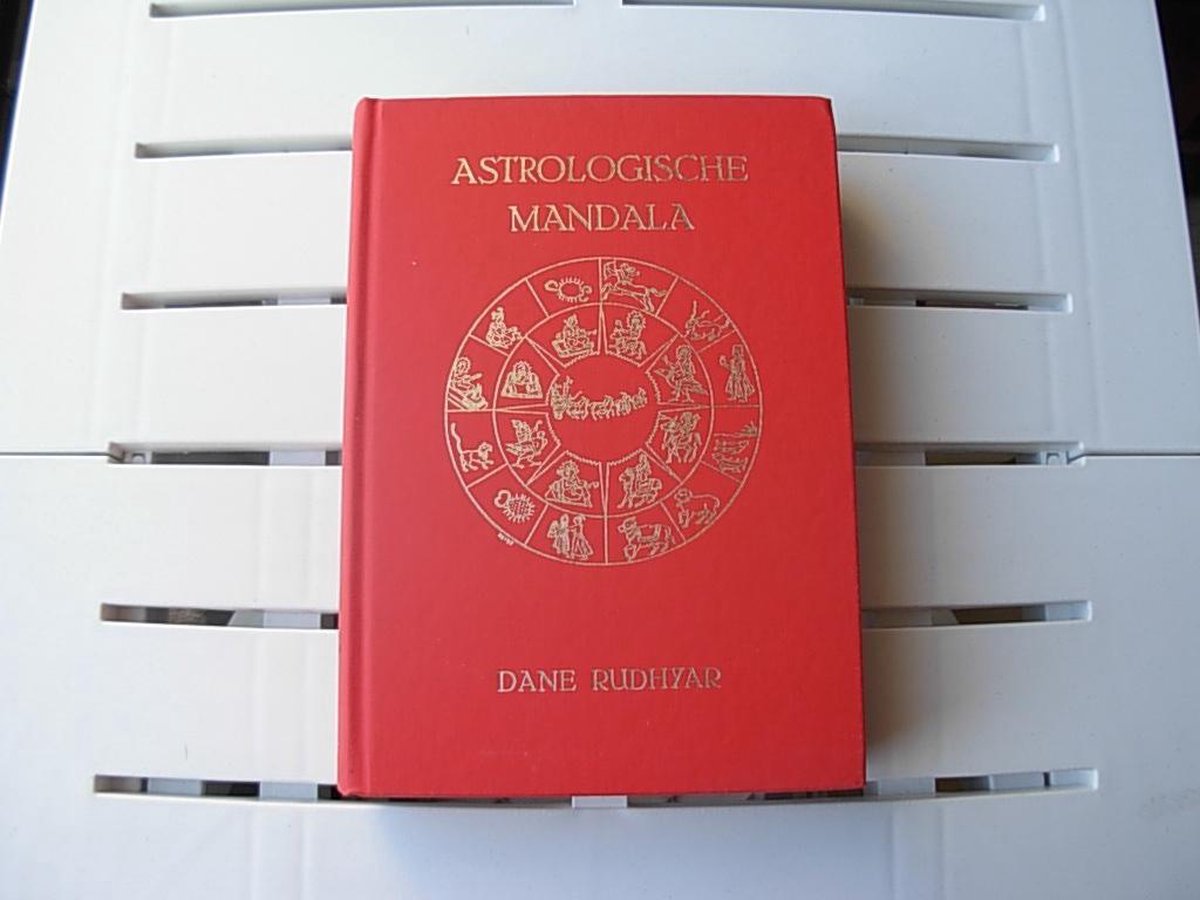 ASTROLOGISCHE
MANDALA
DANE RUDHYAR